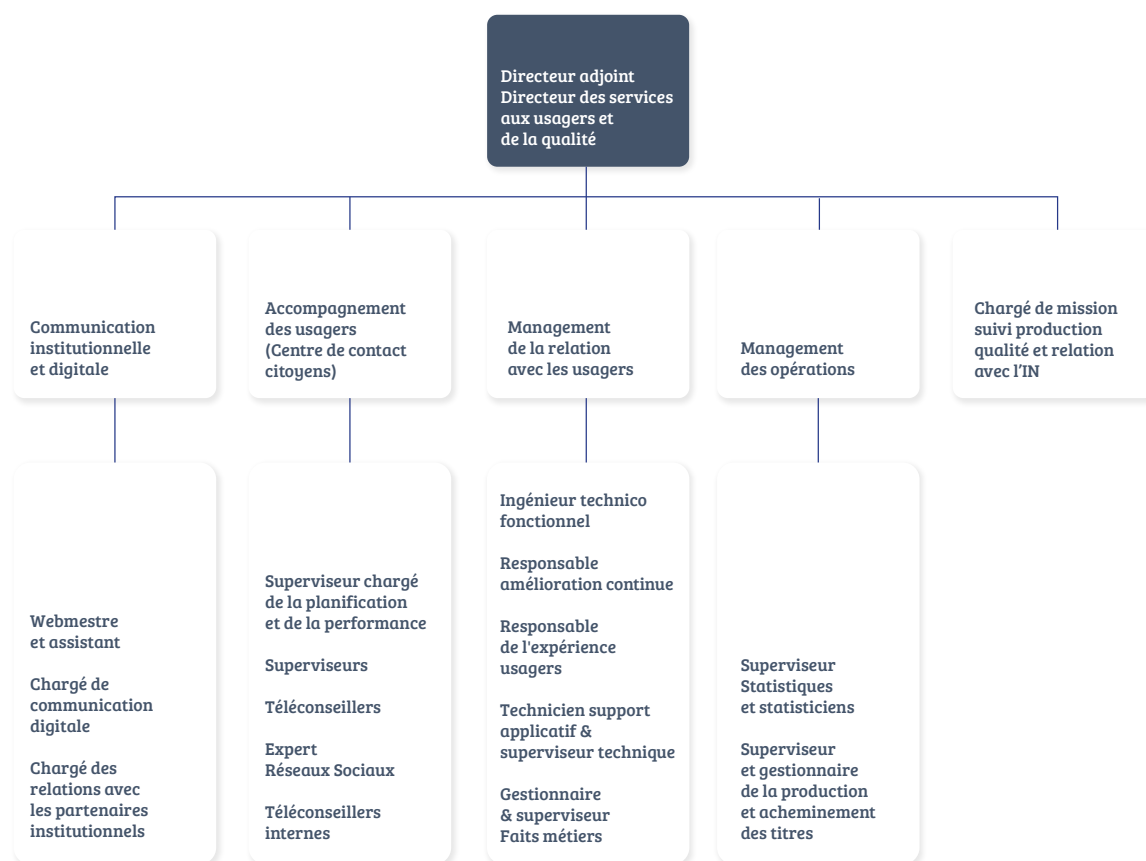 Directeur adjoint
Directeur des services
aux usagers et
de la qualité
Communication
institutionnelle
et digitale
Accompagnement
des usagers
(Centre de contact
citoyens)
Management
de la relation
avec les usagers
Management
des opérations
Chargé de mission
suivi production
qualité et relation
avec l’IN
Webmestre
et assistant
Chargé de
communication
digitale
Chargé des
relations avec
les partenaires
institutionnels
Superviseur chargé
de la planification
et de la performance
Superviseurs
Téléconseillers
Expert
Réseaux Sociaux
Téléconseillers
internes
Ingénieur technico
fonctionnel
Responsable
amélioration continue
Responsable
de l'expérience
usagers
Technicien support
applicatif &
superviseur technique
Gestionnaire
& superviseur
Faits métiers
Superviseur
Statistiques
et statisticiens
Superviseur
et gestionnaire
de la production
et acheminement
des titres